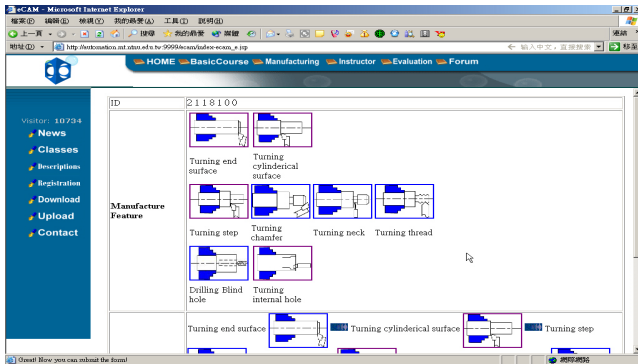 eCAM - Microsoft Internet Explorer
檔案(F) 編輯(E) 檢視(V) 我的最愛(A) 工具(T) 說明(H)
上一頁 搜尋 我的最愛 媒體 連結
網址(D) http://automation.mt.ntnu.edu.tw:9999/ecam/index-ecam_e.jsp 輸入中文，直接搜索 移至
HOME BasicCourse Manufacturing Instructor Evaluation Forum
Visitor: 10734
News
Classes
Descriptions
Registration
Download
Upload
Contact
ID 2118100
Manufacture Feature
Turning end surface
Turning cylinderical surface
Turning step
Turning chamfer
Turning neck
Turning thread
Drilling Blind hole
Turning internal hole
Turning end surface Turning cylinderical surface Turning step
Great! Now you can submit the form!
網際網路